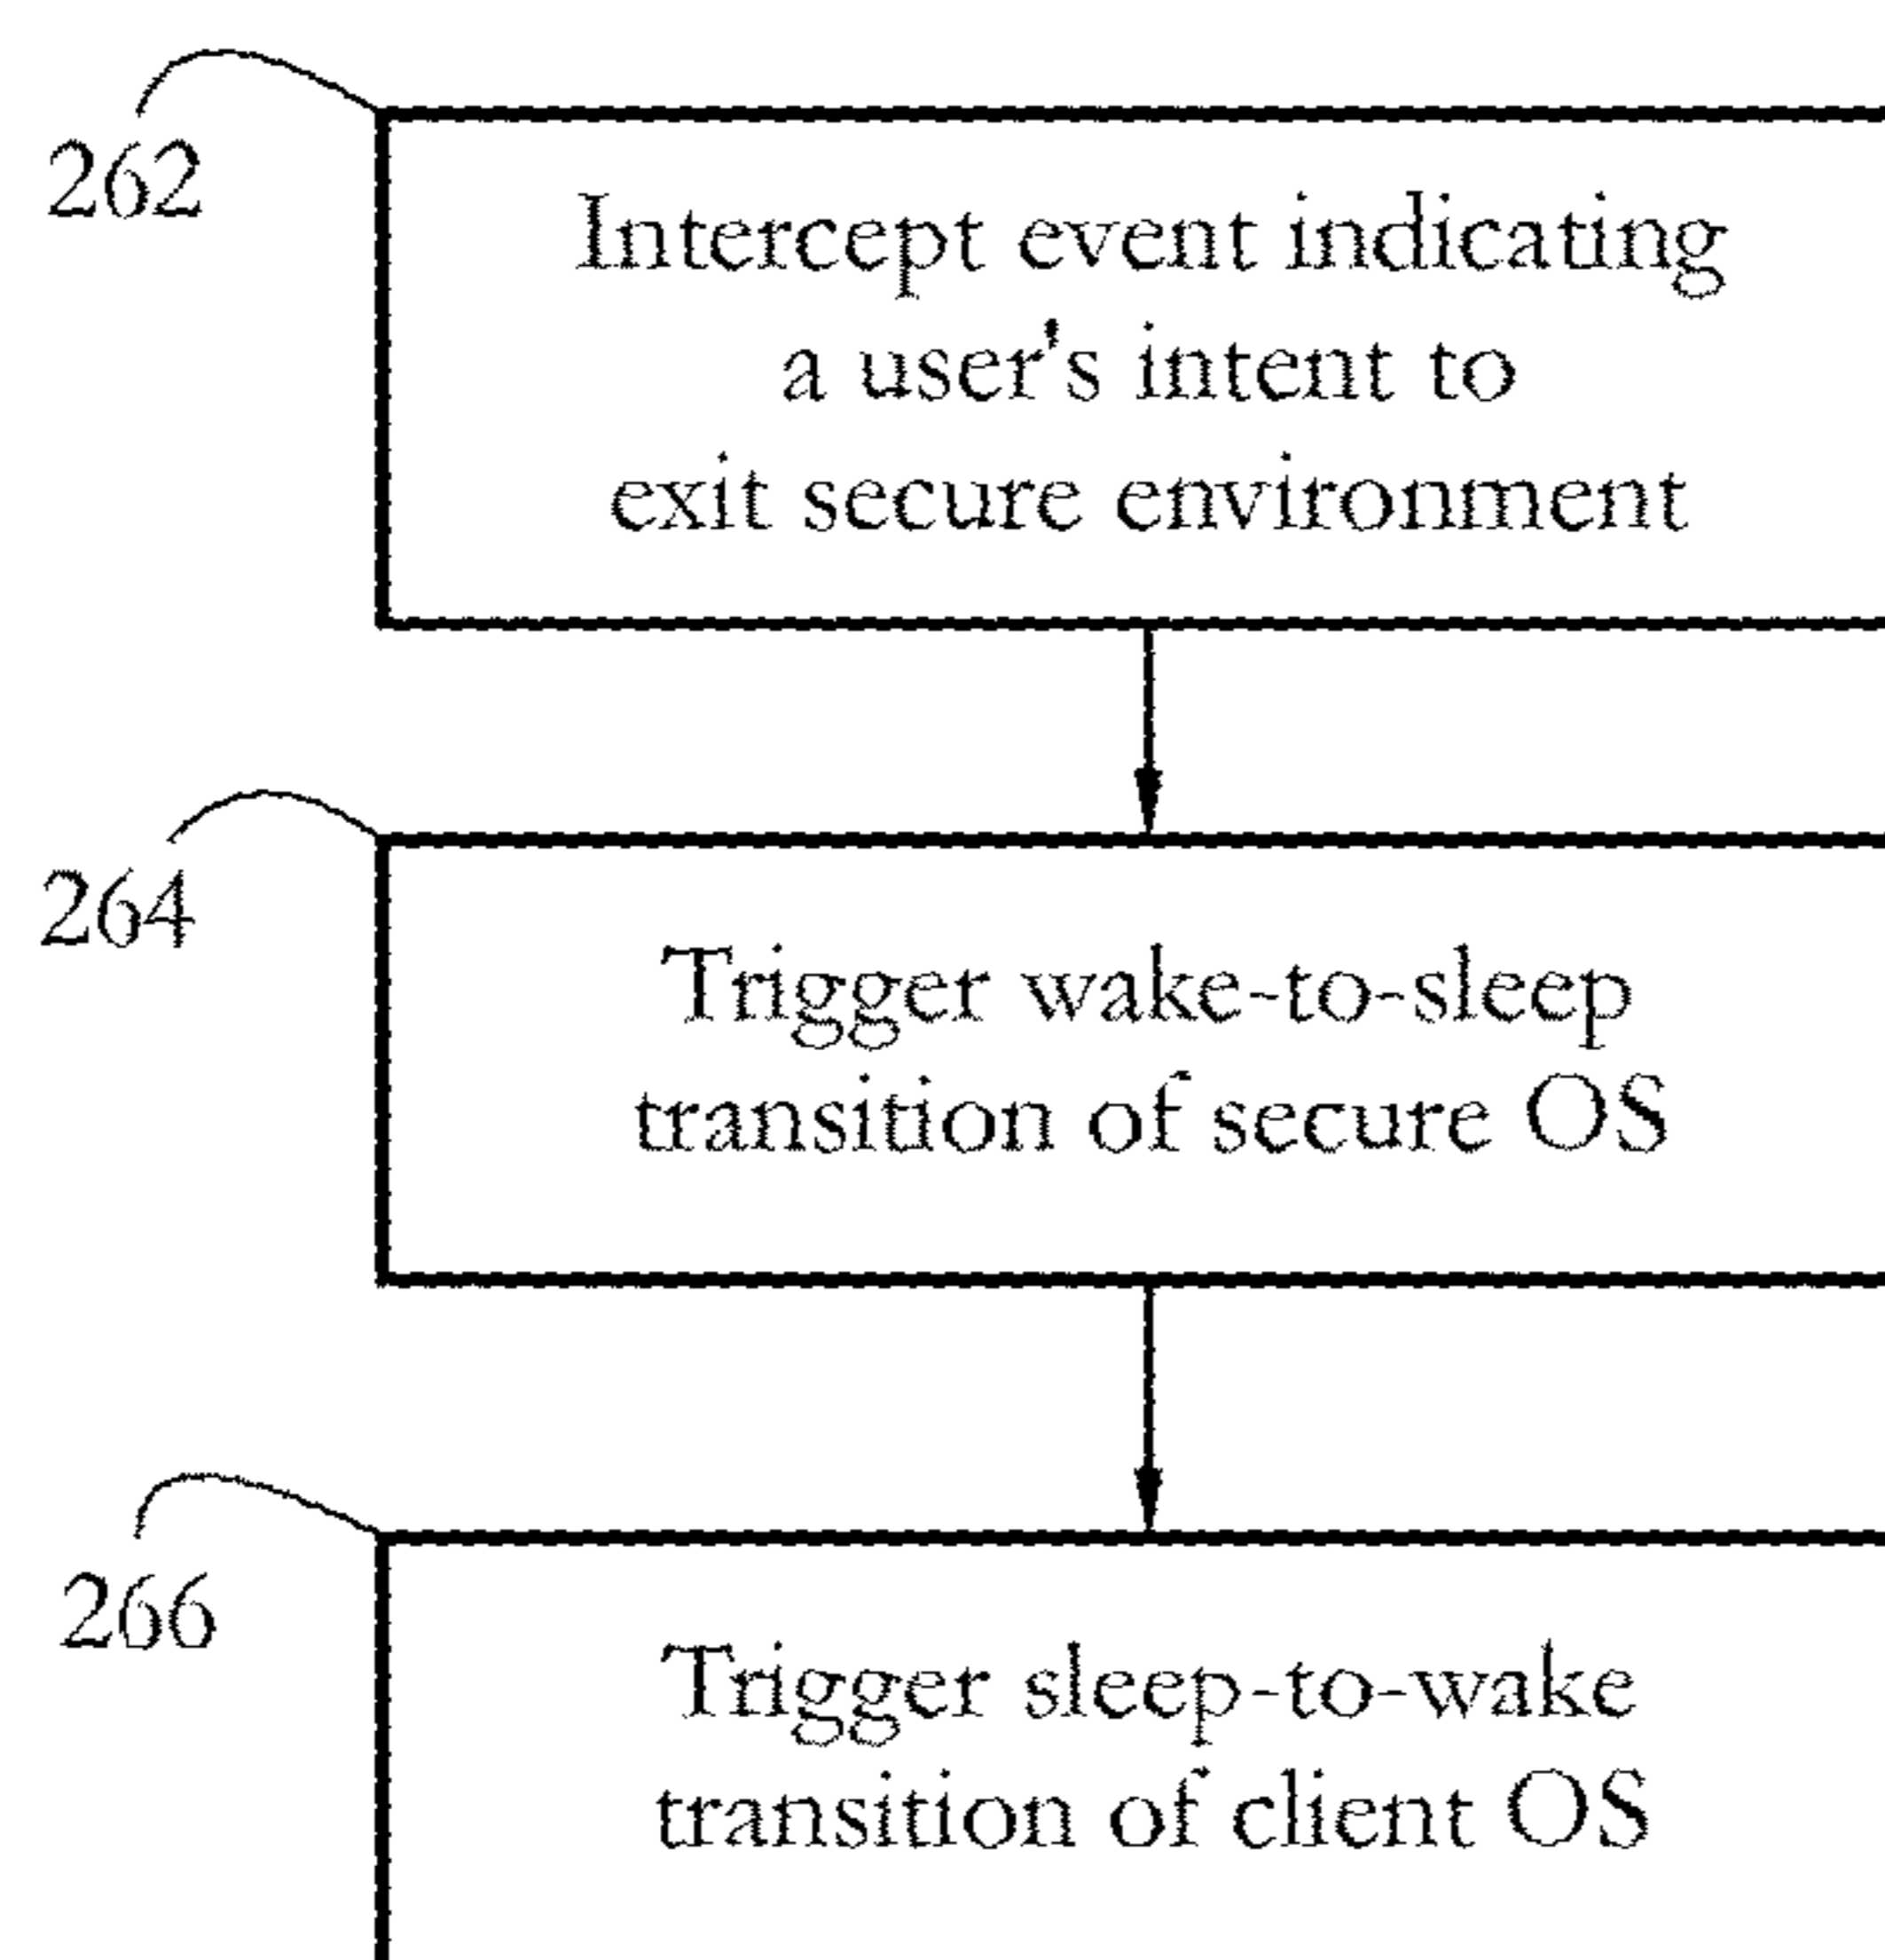 262
Intercept event indicating
a user's intent to
exit secure environment
264
Trigger wake-to-sleep
transition of secure OS
266
Trigger sleep-to-wake
transition of client OS